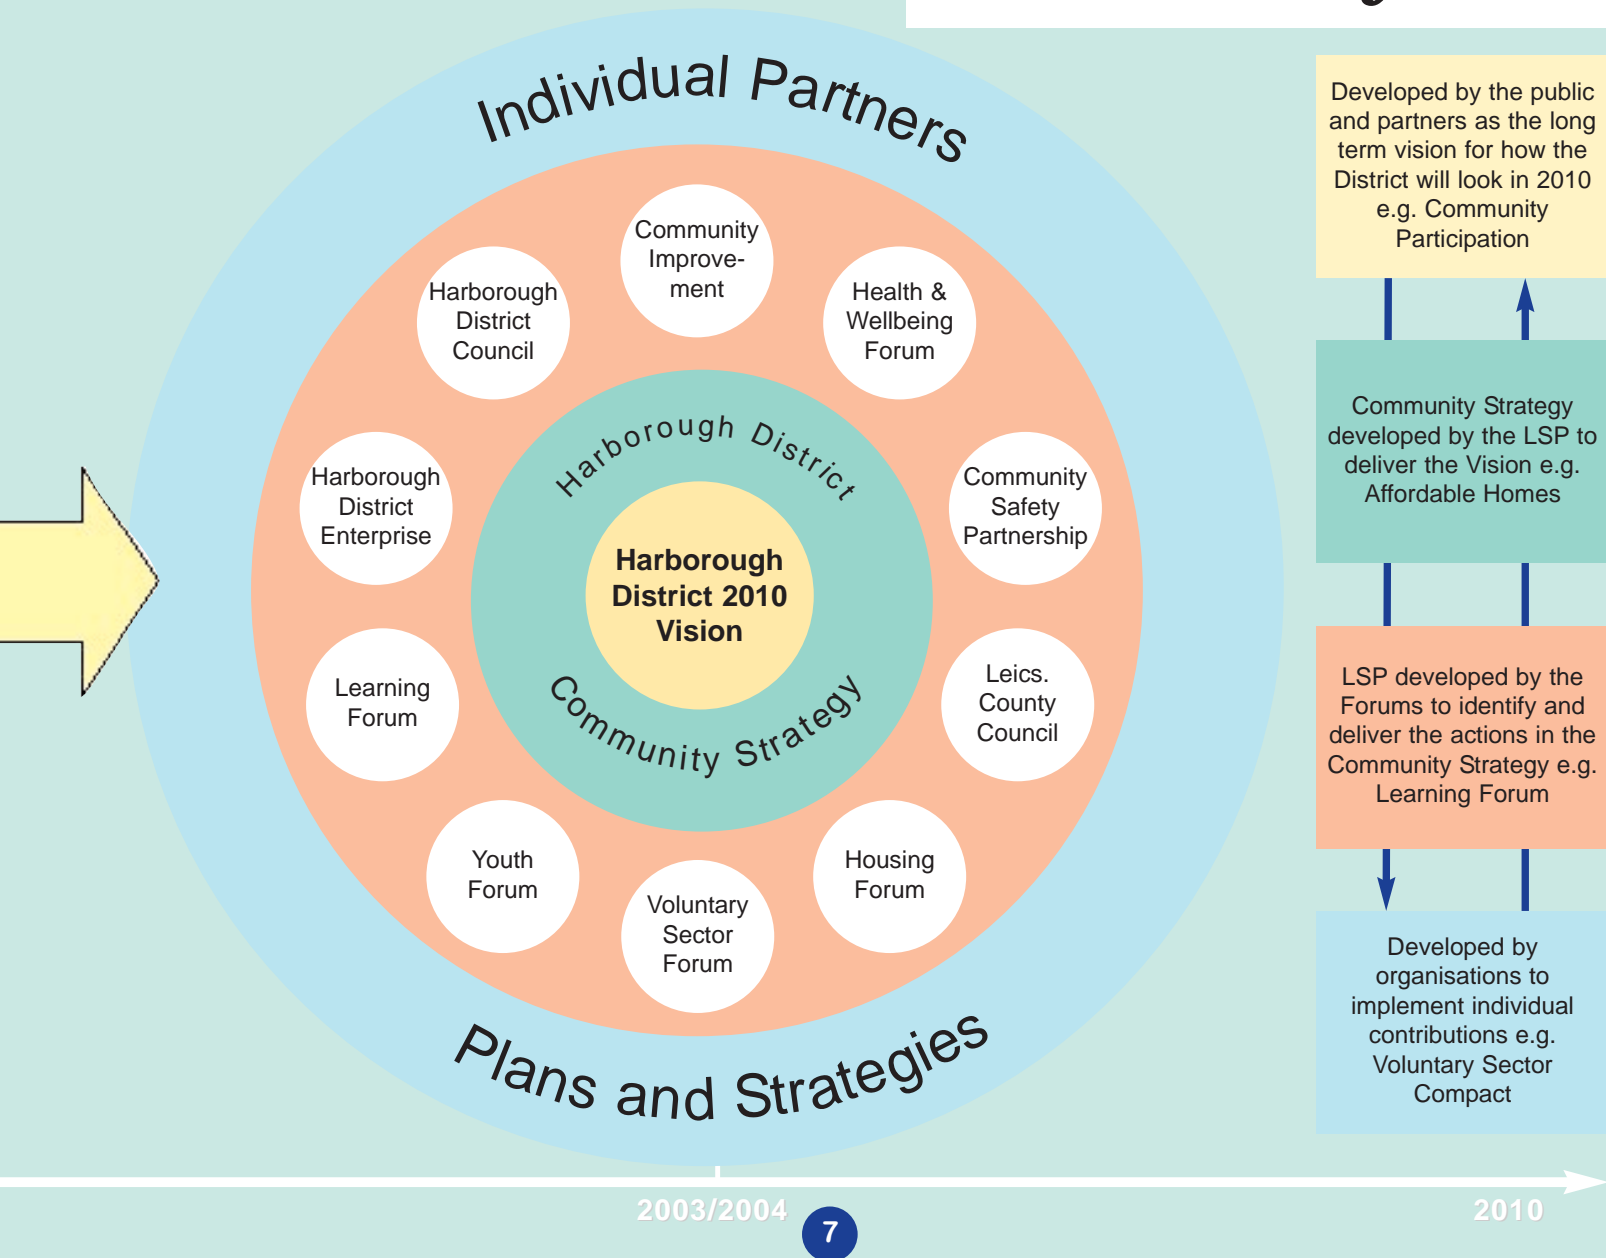 Individual Partners
Community
Improve-
ment
Health &
Wellbeing
Forum
Community
Safety
Partnership
Leics.
County
Council
Housing
Forum
Voluntary
Sector
Forum
Youth
Forum
Learning
Forum
Harborough
District
Enterprise
Harborough
District
Council
Harborough District
Harborough
District 2010
Vision
Community Strategy
Plans and Strategies
Developed by the public
and partners as the long
term vision for how the
District will look in 2010
e.g. Community
Participation
Community Strategy
developed by the LSP to
deliver the Vision e.g.
Affordable Homes
LSP developed by the
Forums to identify and
deliver the actions in the
Community Strategy e.g.
Learning Forum
Developed by
organisations to
implement individual
contributions e.g.
Voluntary Sector
Compact
2003/2004
2010
7